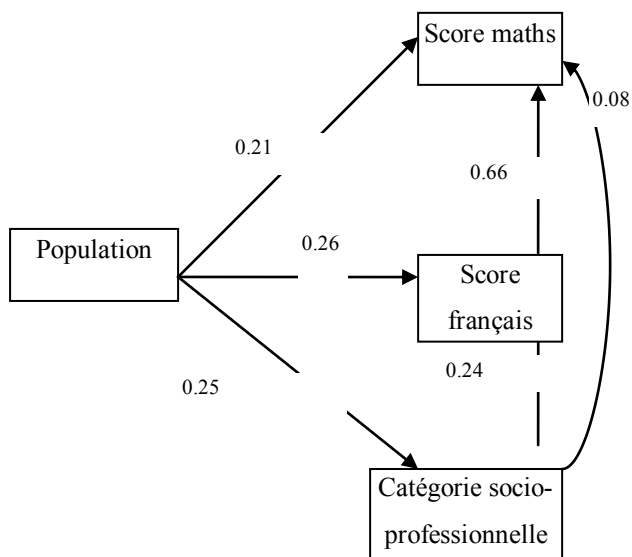 Score maths
0.08
0.21
0.66
Population
0.26
Score
français
0.25
0.24
Catégorie socio-
professionnelle